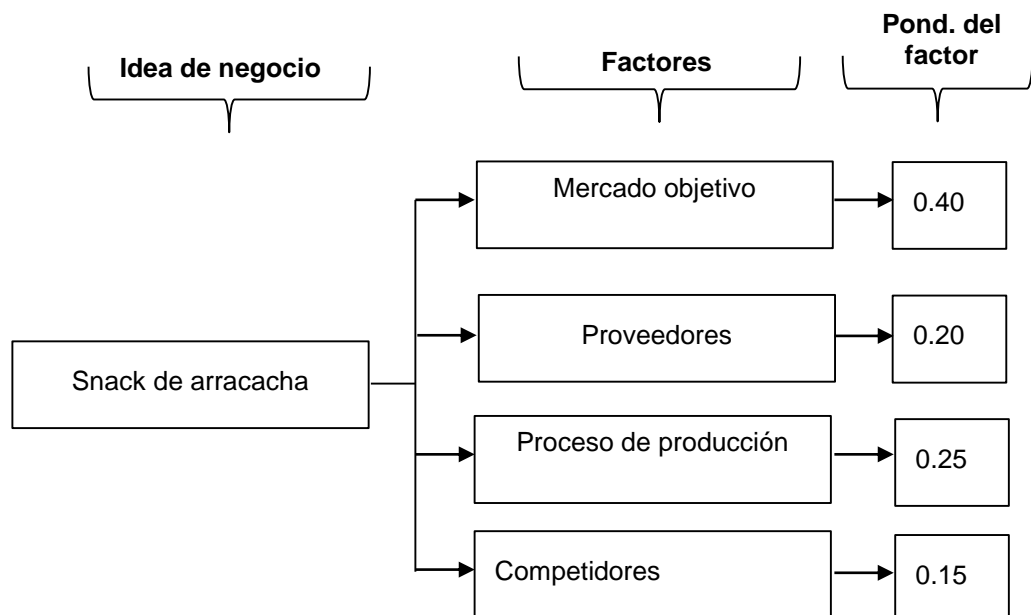 Idea de negocio
Factores
Pond. del
factor
Mercado objetivo
0.40
Proveedores
0.20
Snack de arracacha
Proceso de producción
0.25
Competidores
0.15